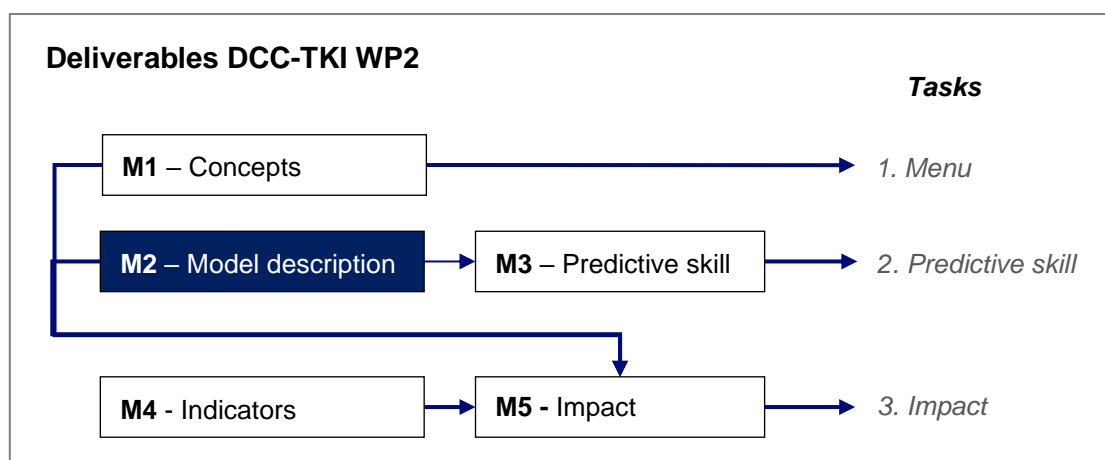 Deliverables DCC-TKI WP2
Tasks
M1 – Concepts
1. Menu
M2 – Model description
M3 – Predictive skill
2. Predictive skill
M4 - Indicators
M5 - Impact
3. Impact